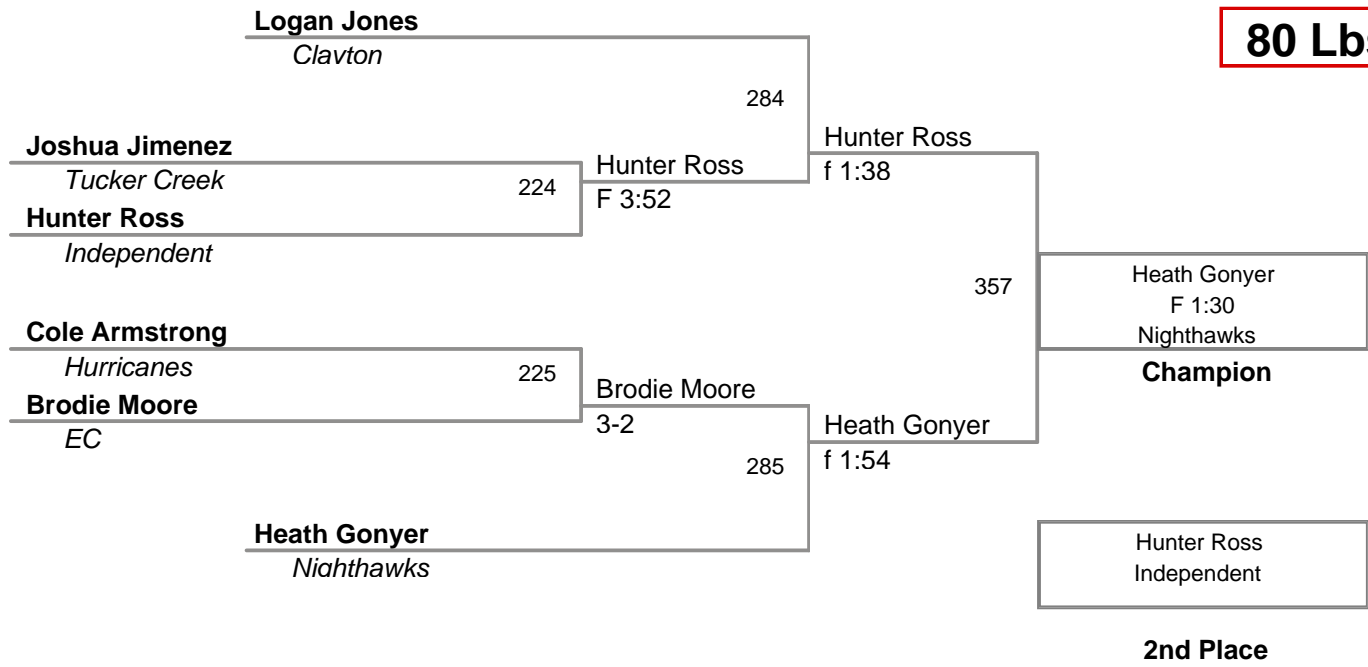 Logan Jones
Clayton
80 Lbs
284
Joshua Jimenez
Tucker Creek
Hunter Ross
Independent
224
Hunter Ross
F 3:52
Hunter Ross
f 1:38
Cole Armstrong
Hurricanes
Brodie Moore
EC
225
Brodie Moore
3-2
285
Heath Gonyer
f 1:54
Heath Gonyer
Nighthawks
357
Heath Gonyer
F 1:30
Nighthawks
Champion
Hunter Ross
Independent
2nd Place